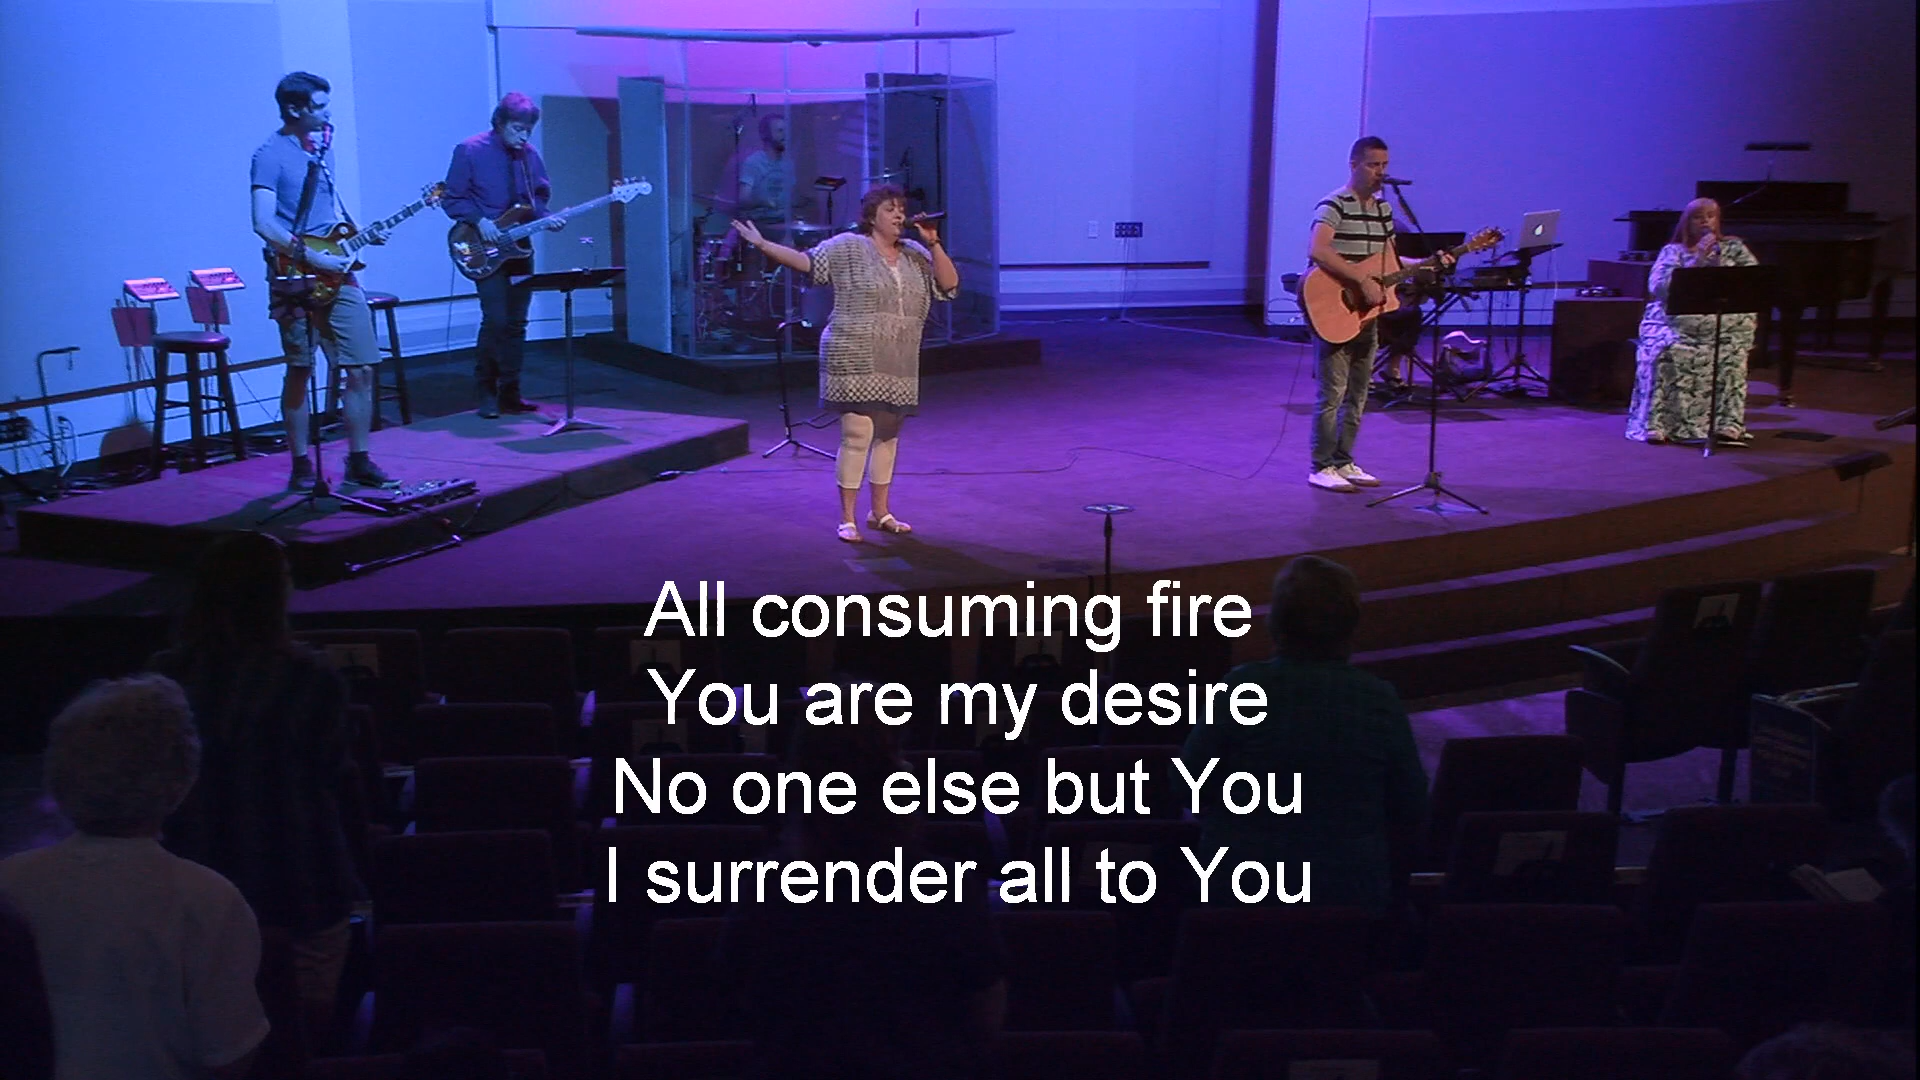 All consuming fire
You are my desire
No one else but You
I surrender all to You